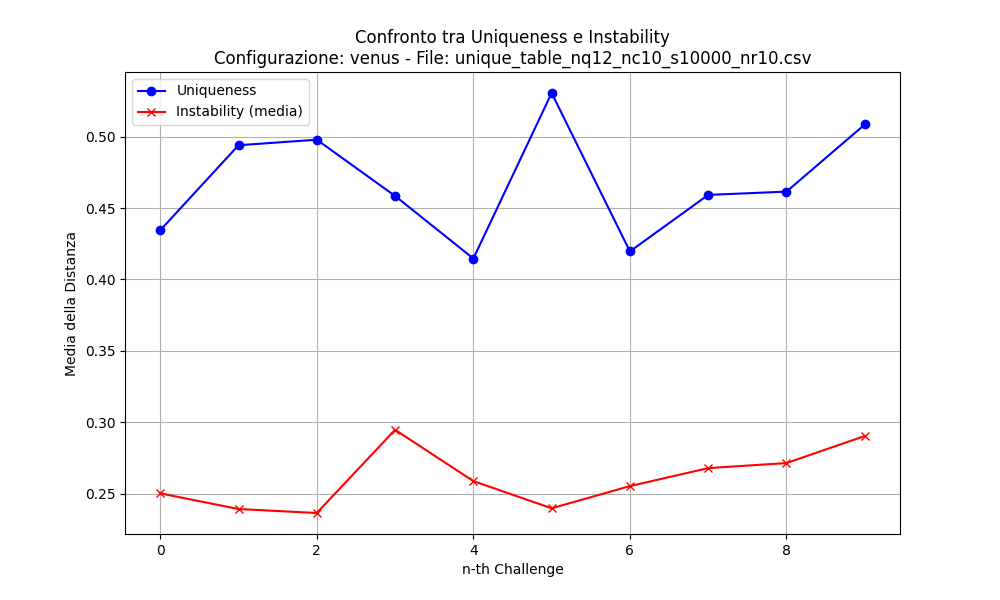 Confronto tra Uniqueness e Instability
Configurazione: venus - File: unique_table_nq12_nc10_s10000_nr10.csv
Uniqueness
Instability (media)
Media della Distanza
0.50
0.45
0.40
0.35
0.30
0.25
0 2 4 6 8
n-th Challenge